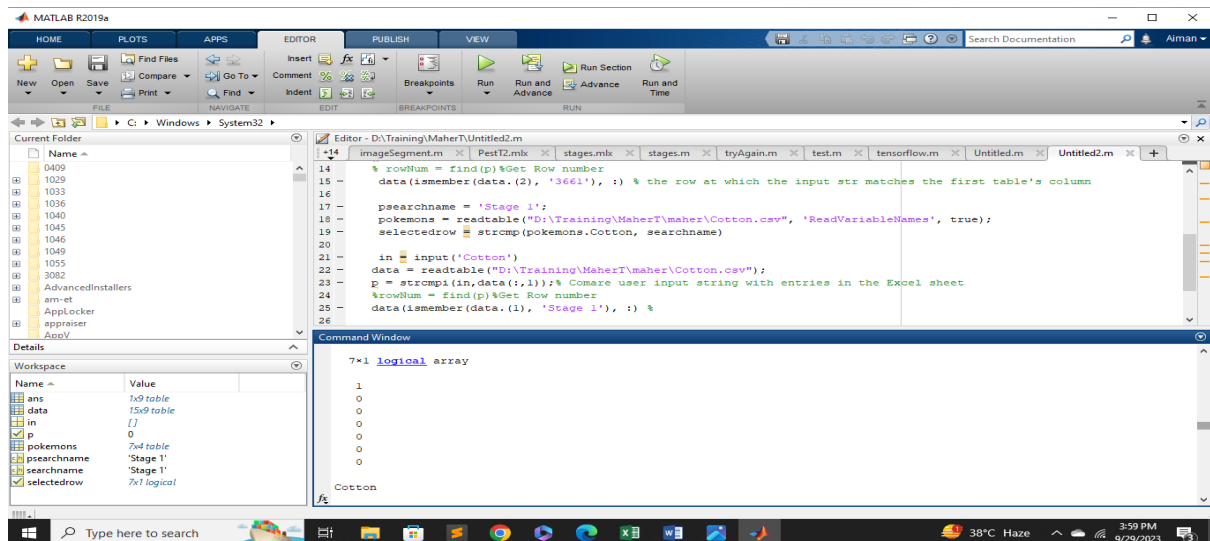 MATLAB R2019a
HOME PLOTS APPS EDITOR PUBLISH VIEW Search Documentation Aiman
New Open Save Find Files Compare Print Go To Find Insert fx Comment Indent Breakpoints Run Run and Advance Run Section Advance Run and Time
FILE NAVIGATE EDIT BREAKPOINTS RUN
C: Windows System32
Current Folder
Name
0409
1029
1033
1036
1040
1045
1046
1049
1055
3082
AdvancedInstallers
am-et
AppLocker
appraiser
AppV
Details
Workspace
Name Value
ans 1x9 table
data 15x9 table
in []
p 0
pokemons 7x4 table
psearchname 'Stage 1'
searchname 'Stage 1'
selectedrow 7x1 logical
Editor - D:\Training\MaherT\Untitled2.m
+14 imageSegment.m PestT2.mlx stages.mlx stages.m tryAgain.m test.m tensorflow.m Untitled.m Untitled2.m +
14 % rowNum = find(p)%Get Row number
15 - data(ismember(data.(2), '3661'), :) % the row at which the input str matches the first table's column
16
17 - psearchname = 'Stage 1';
18 - pokemons = readtable("D:\Training\MaherT\maher\Cotton.csv", 'ReadVariableNames', true);
19 - selectedrow = strcmp(pokemons.Cotton, searchname)
20
21 - in = input('Cotton')
22 - data = readtable("D:\Training\MaherT\maher\Cotton.csv");
23 - p = strcmpi(in,data(:,1));% Comare user input string with entries in the Excel sheet
24 %rowNum = find(p)%Get Row number
25 - data(ismember(data.(1), 'Stage 1'), :) %
26
Command Window
7×1 logical array
1
0
0
0
0
0
0
Cotton
fx
Type here to search 38°C Haze 3:59 PM
9/29/2023